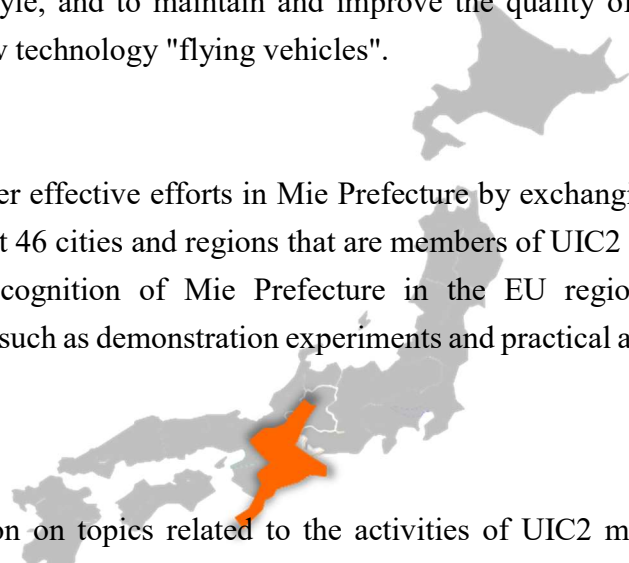 yle, and to maintain and improve the quality of
technology "flying vehicles".
er effective efforts in Mie Prefecture by exchangi
t 46 cities and regions that are members of UIC2
cognition of Mie Prefecture in the EU regio
such as demonstration experiments and practical a
on on topics related to the activities of UIC2 m